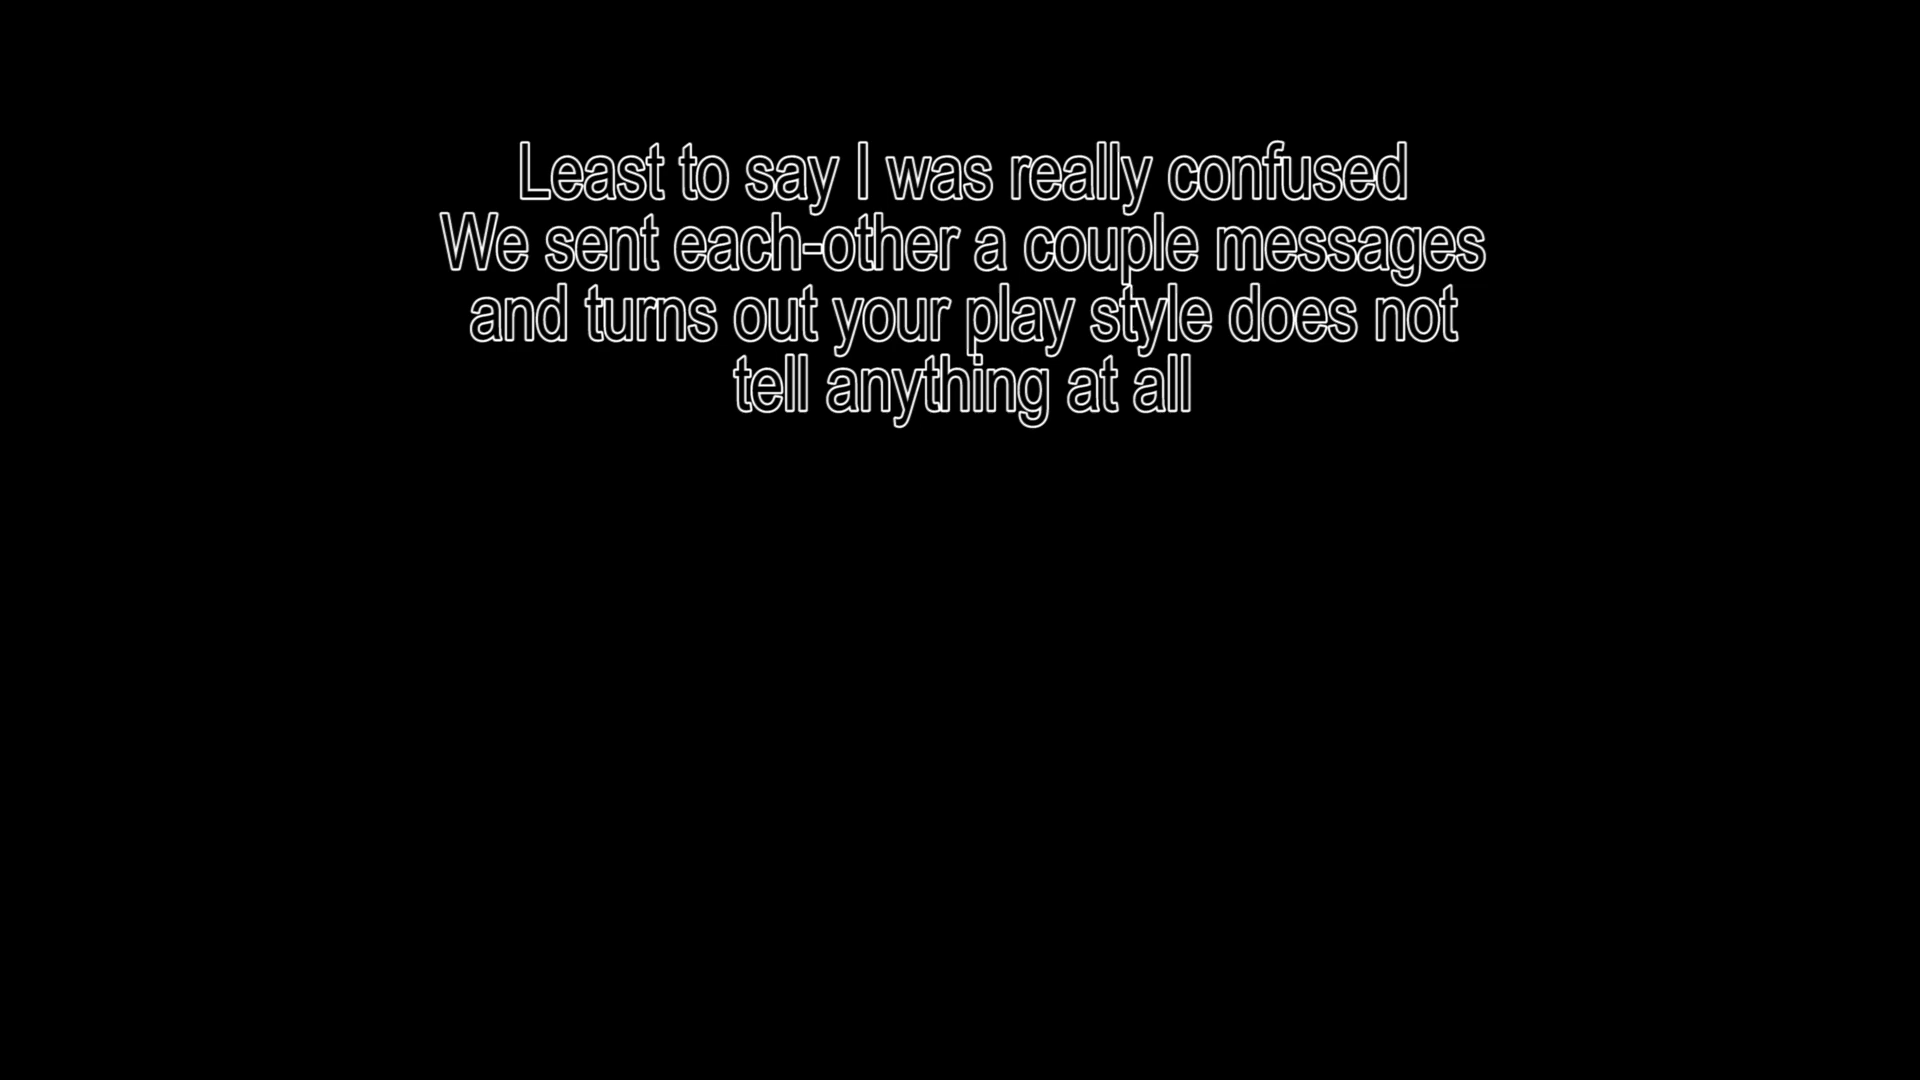 Least to say I was really confused
We sent each-other a couple messages
and turns out your play style does not
tell anything at all